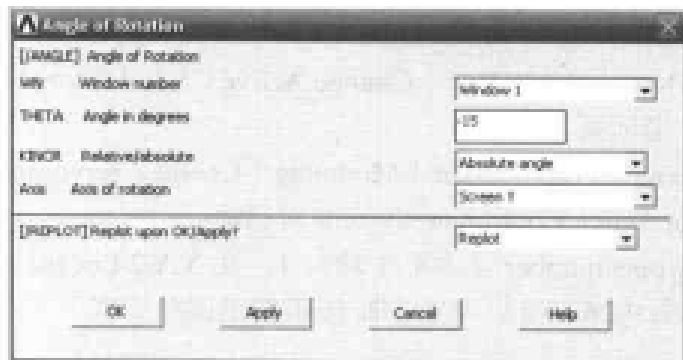 Angle of Rotation
[/ANGLE] Angle of Rotation
WN Window number Window 1
THETA Angle in degrees -15
KINCR Relative/absolute Absolute angle
Axis Axis of rotation Screen
[/REPLOT] Replot upon OK/Apply? Replot
OK Apply Cancel Help